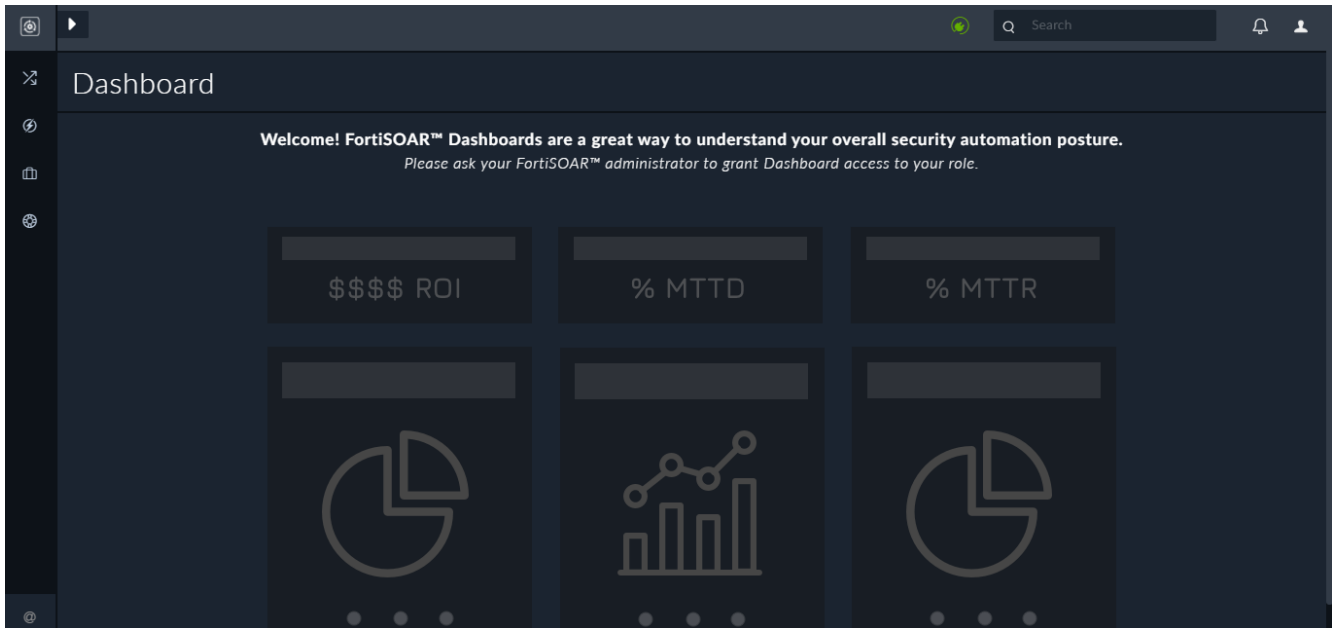 Search
Dashboard
Welcome! FortiSOAR™ Dashboards are a great way to understand your overall security automation posture.
Please ask your FortiSOAR™ administrator to grant Dashboard access to your role.
$$$$ ROI
% MTTD
% MTTR
@